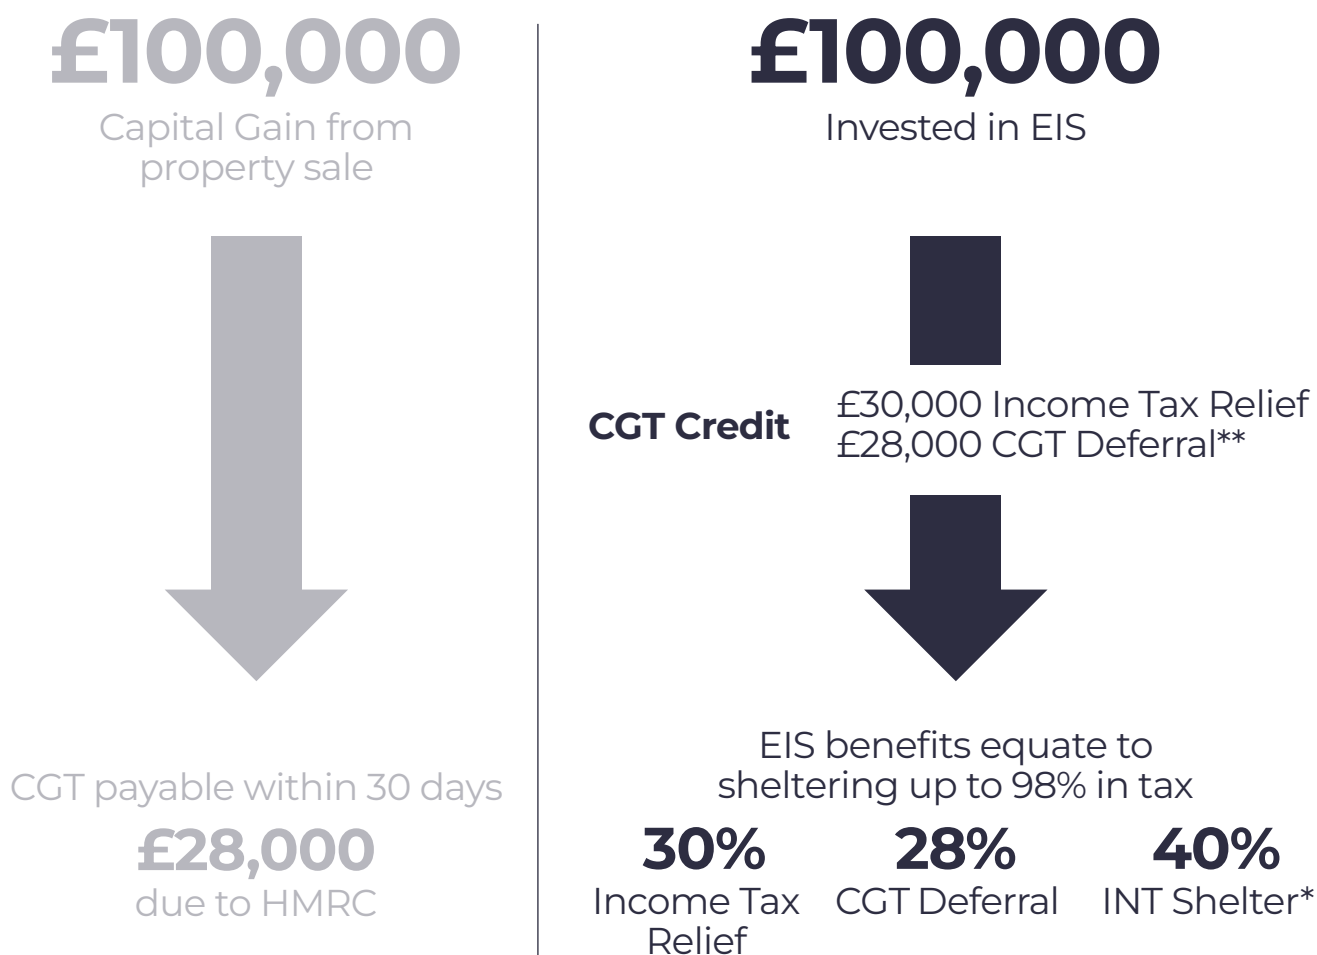 £100,000
Capital Gain from
property sale
CGT payable within 30 days
£28,000
due to HMRC
£100,000
Invested in EIS
CGT Credit
£30,000 Income Tax Relief
£28,000 CGT Deferral**
EIS benefits equate to
sheltering up to 98% in tax
30%
Income Tax
Relief
28%
CGT Deferral
40%
INT Shelter*